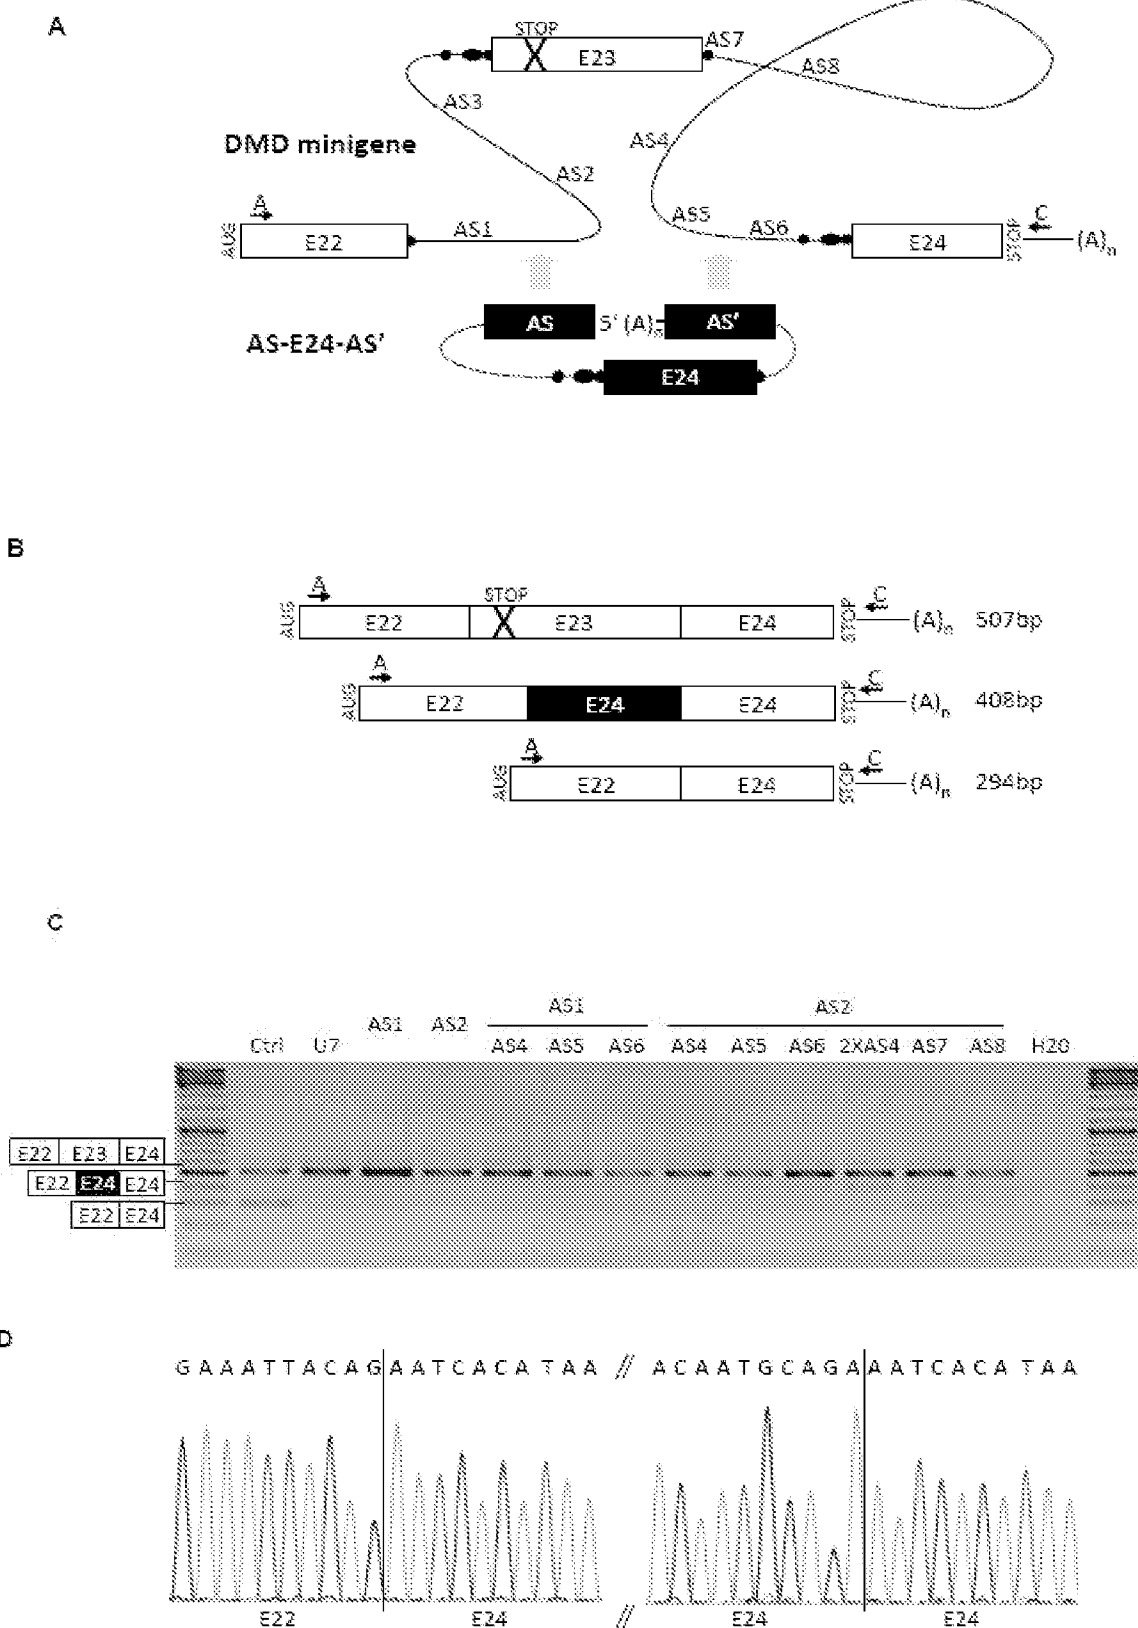 A
STOP
E23
AS7
AS8
AS3
DMD minigene
AS4
AS2
A
AUG
E22
AS1
AS5
AS6
E24
STOP
C
(A)n
AS
5' (A)n
AS'
AS-E24-AS'
E24
B
A
AUG
E22
STOP
E23
E24
STOP
C
(A)n
507bp
A
AUG
E22
E24
E24
STOP
C
(A)n
408bp
A
AUG
E22
E24
STOP
C
(A)n
294bp
C
AS1
AS2
Ctrl U7 AS1 AS2 AS4 AS5 AS6 AS4 AS5 AS6 2XAS4 AS7 AS8 H20
E22 E23 E24
E22 E24 E24
E22 E24
D
G A A A T T A C A G A A T C A C A T A A // A C A A T G C A G A A A T C A C A T A A
E22 E24 // E24 E24